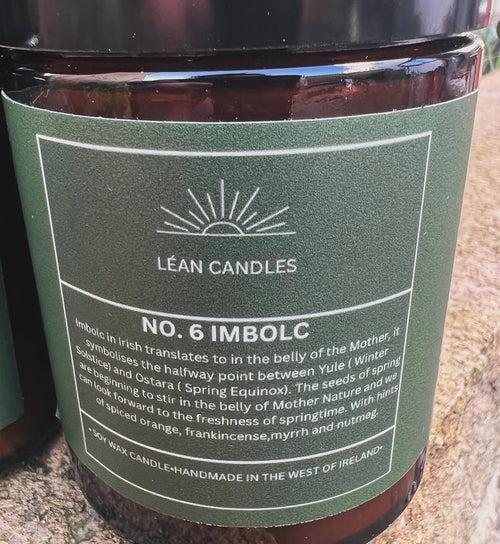 LÉAN CANDLES
NO. 6 IMBOLC
Imbolc in Irish translates to in the belly of the Mother, it
symbolises the halfway point between Yule ( Winter
Solstice) and Ostara ( Spring Equinox). The seeds of spring
are beginning to stir in the belly of Mother Nature and we
can look forward to the freshness of springtime. With hints
of spiced orange, frankincense,myrrh and nutmeg.
•SOY WAX CANDLE•HANDMADE IN THE WEST OF IRELAND•